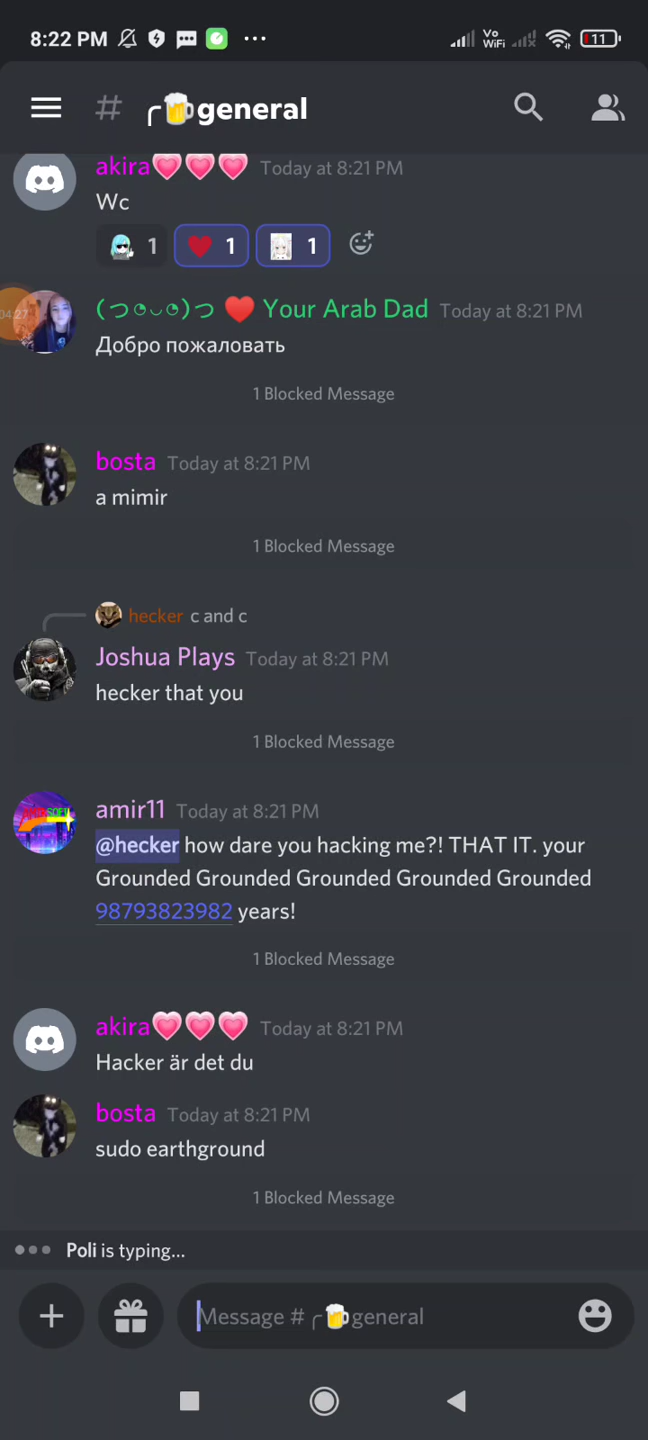 8:22 PM
Vo
WiFi
11
# ╭🍺general
akira💗💗💗 Today at 8:21 PM
Wc
1 1 1
04:27
(つ◔◡◔)つ ♥ Your Arab Dad Today at 8:21 PM
Добро пожаловать
1 Blocked Message
bosta Today at 8:21 PM
a mimir
1 Blocked Message
hecker c and c
Joshua Plays Today at 8:21 PM
hecker that you
1 Blocked Message
amir11 Today at 8:21 PM
@hecker how dare you hacking me?! THAT IT. your
Grounded Grounded Grounded Grounded Grounded
98793823982 years!
1 Blocked Message
akira💗💗💗 Today at 8:21 PM
Hacker är det du
bosta Today at 8:21 PM
sudo earthground
1 Blocked Message
Poli is typing...
Message # ╭🍺general